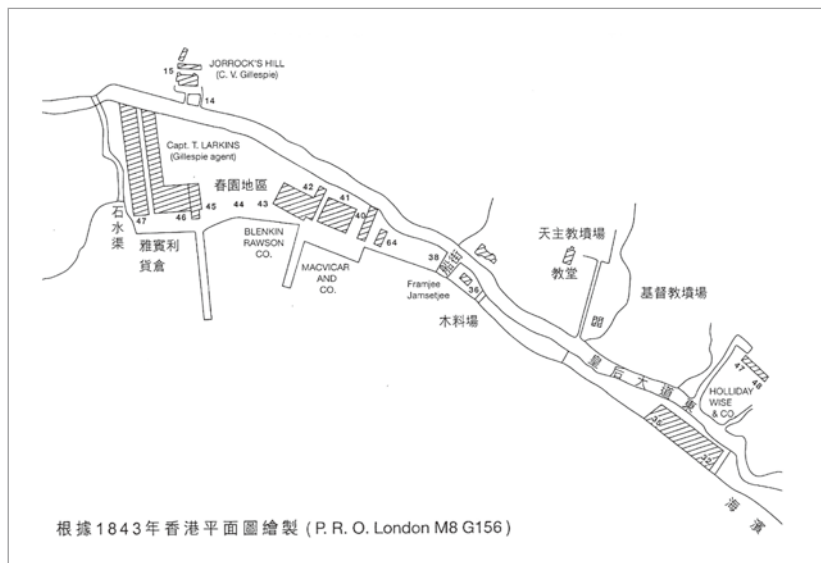 JORROCK'S HILL
(C. V. Gillespie)
15
14
Capt. T. LARKINS
(Gillespie agent)
春園地區
石水渠
47
46
45
44
43
42
41
40
64
雅賓利
貨倉
BLENKIN
RAWSON
CO.
MACVICAR
AND
CO.
38
36
Framjee
Jamsetjee
木料場
天主教墳場
教堂
基督教墳場
皇后大道東
47
48
HOLLIDAY
WISE
& CO.
35
32
海濱
根據1843年香港平面圖繪製 (P. R. O. London M8 G156)